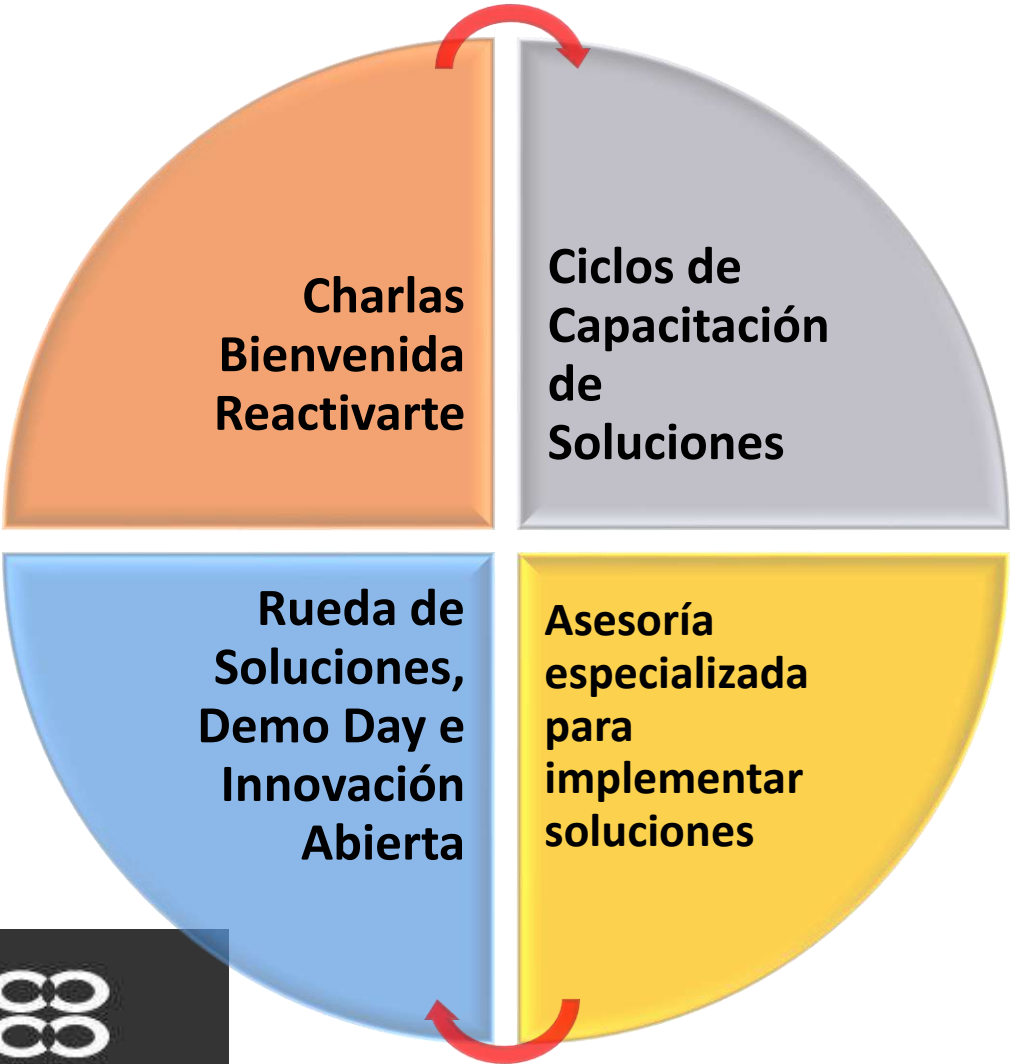 Charlas
Bienvenida
Reactivarte
Ciclos de
Capacitación
de
Soluciones
Asesoría
especializada
para
implementar
soluciones
Rueda de
Soluciones,
Demo Day e
Innovación
Abierta